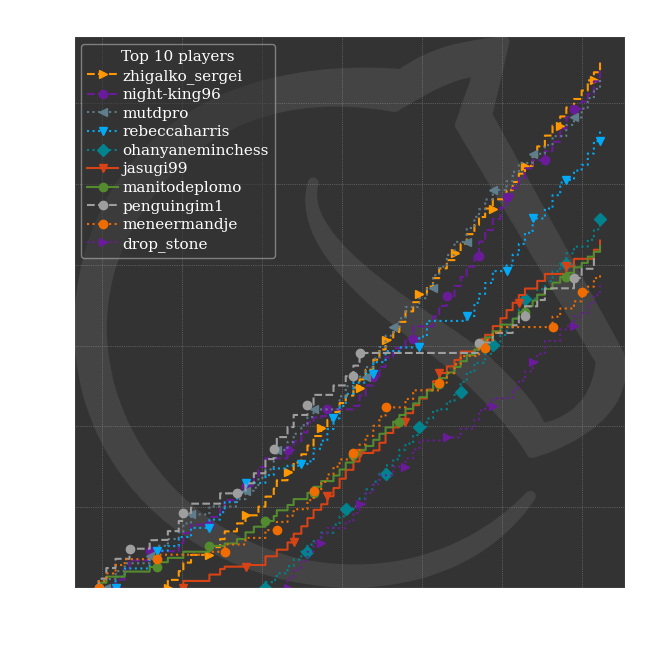 Top 10 players
zhigalko_sergei
night-king96
mutdpro
rebeccaharris
ohanyaneminchess
jasugi99
manitodeplomo
penguingim1
meneermandje
drop_stone